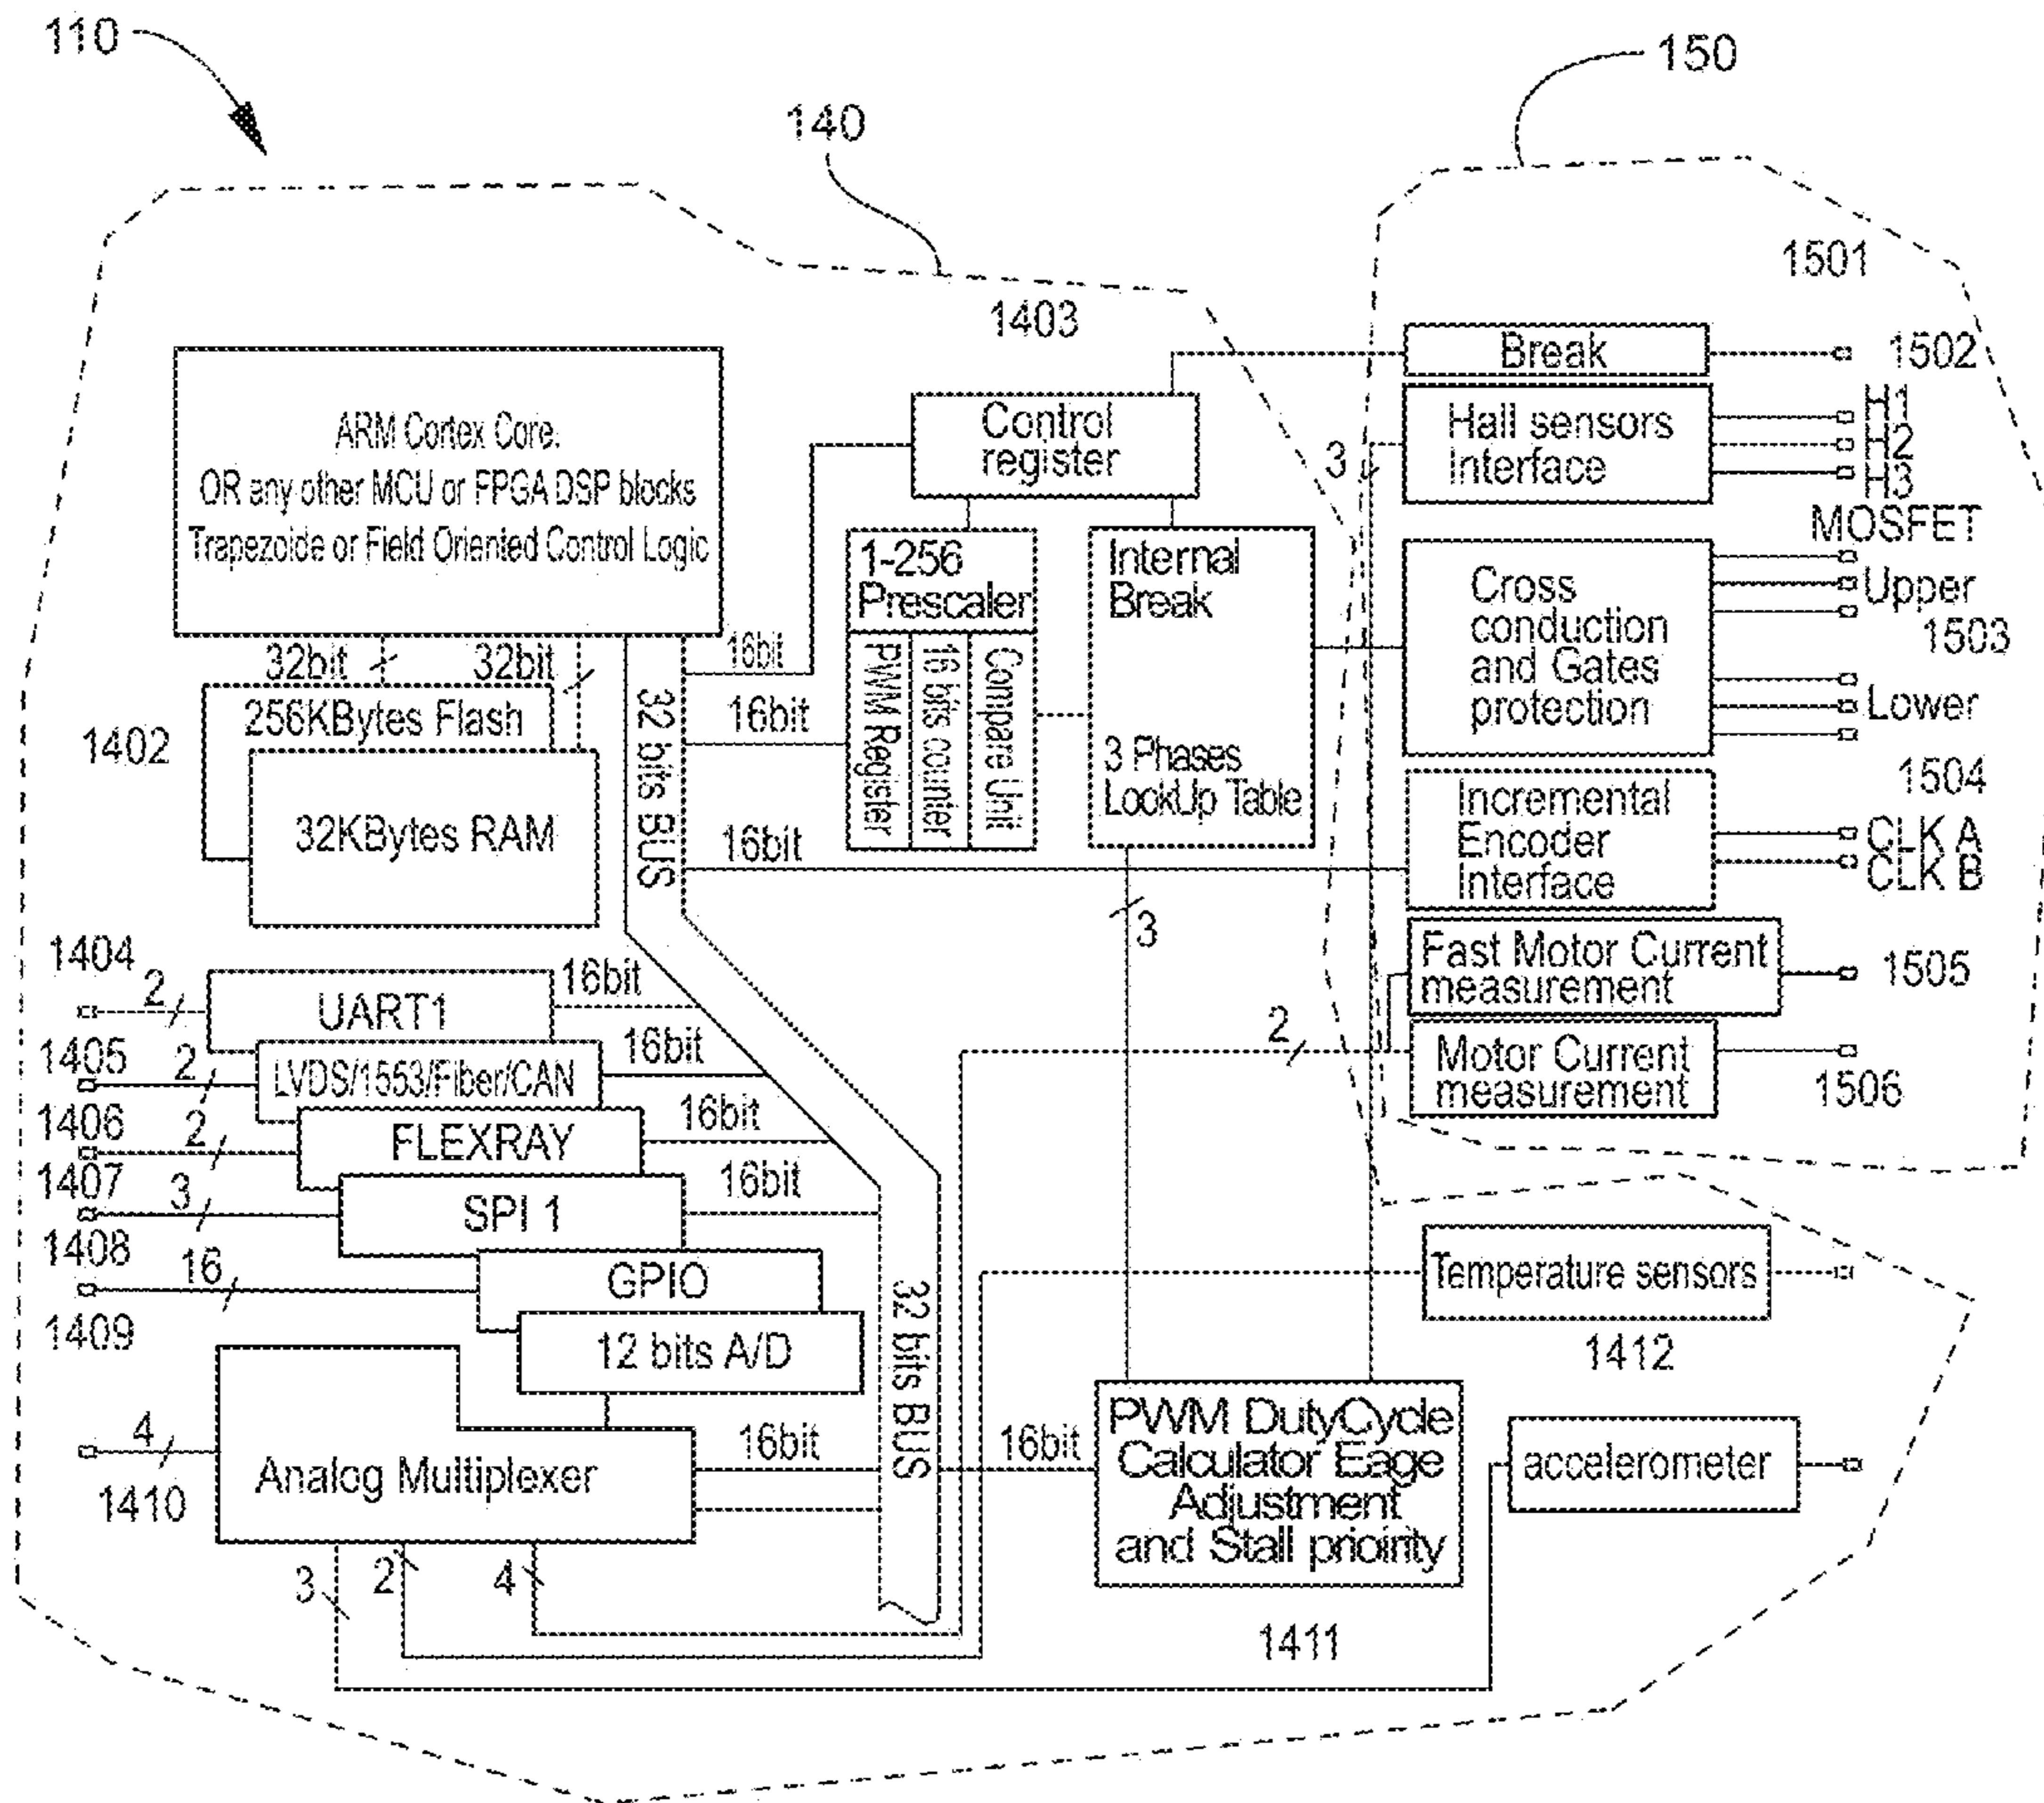 110
150
140
1501
1403
Break
1502
ARM Cortex Core.
OR any other MCU or FPGA DSP blocks
Trapezoide or Field Oriented Control Logic
Control
register
Hall sensors
Interface
3
H1
H2
H3
MOSFET
1-256
Prescaler
PWM Register
16 bits counter
Conpare Unit
Internal
Break
3 Phases
LookUp Table
Cross
conduction
and Gates
protection
Upper
1503
Lower
32bit
32bit
16bit
16bit
16bit
32 bits BUS
1402
256KBytes Flash
32KBytes RAM
1504
Incremental
Encoder
Interface
CLK A
CLK B
3
Fast Motor Current
measurement
1505
2
Motor Current
measurement
1506
1404
2
UART1
16bit
1405
2
LVDS/1553/Fiber/CAN
16bit
1406
2
FLEXRAY
16bit
1407
3
SPI 1
16bit
1408
16
GPIO
1409
12 bits A/D
32 bits BUS
Temperature sensors
1412
4
Analog Multiplexer
1410
16bit
16bit
PWM DutyCycle
Calculator Eage
Adjustment
and Stall prioirty
accelerometer
3
2
4
1411